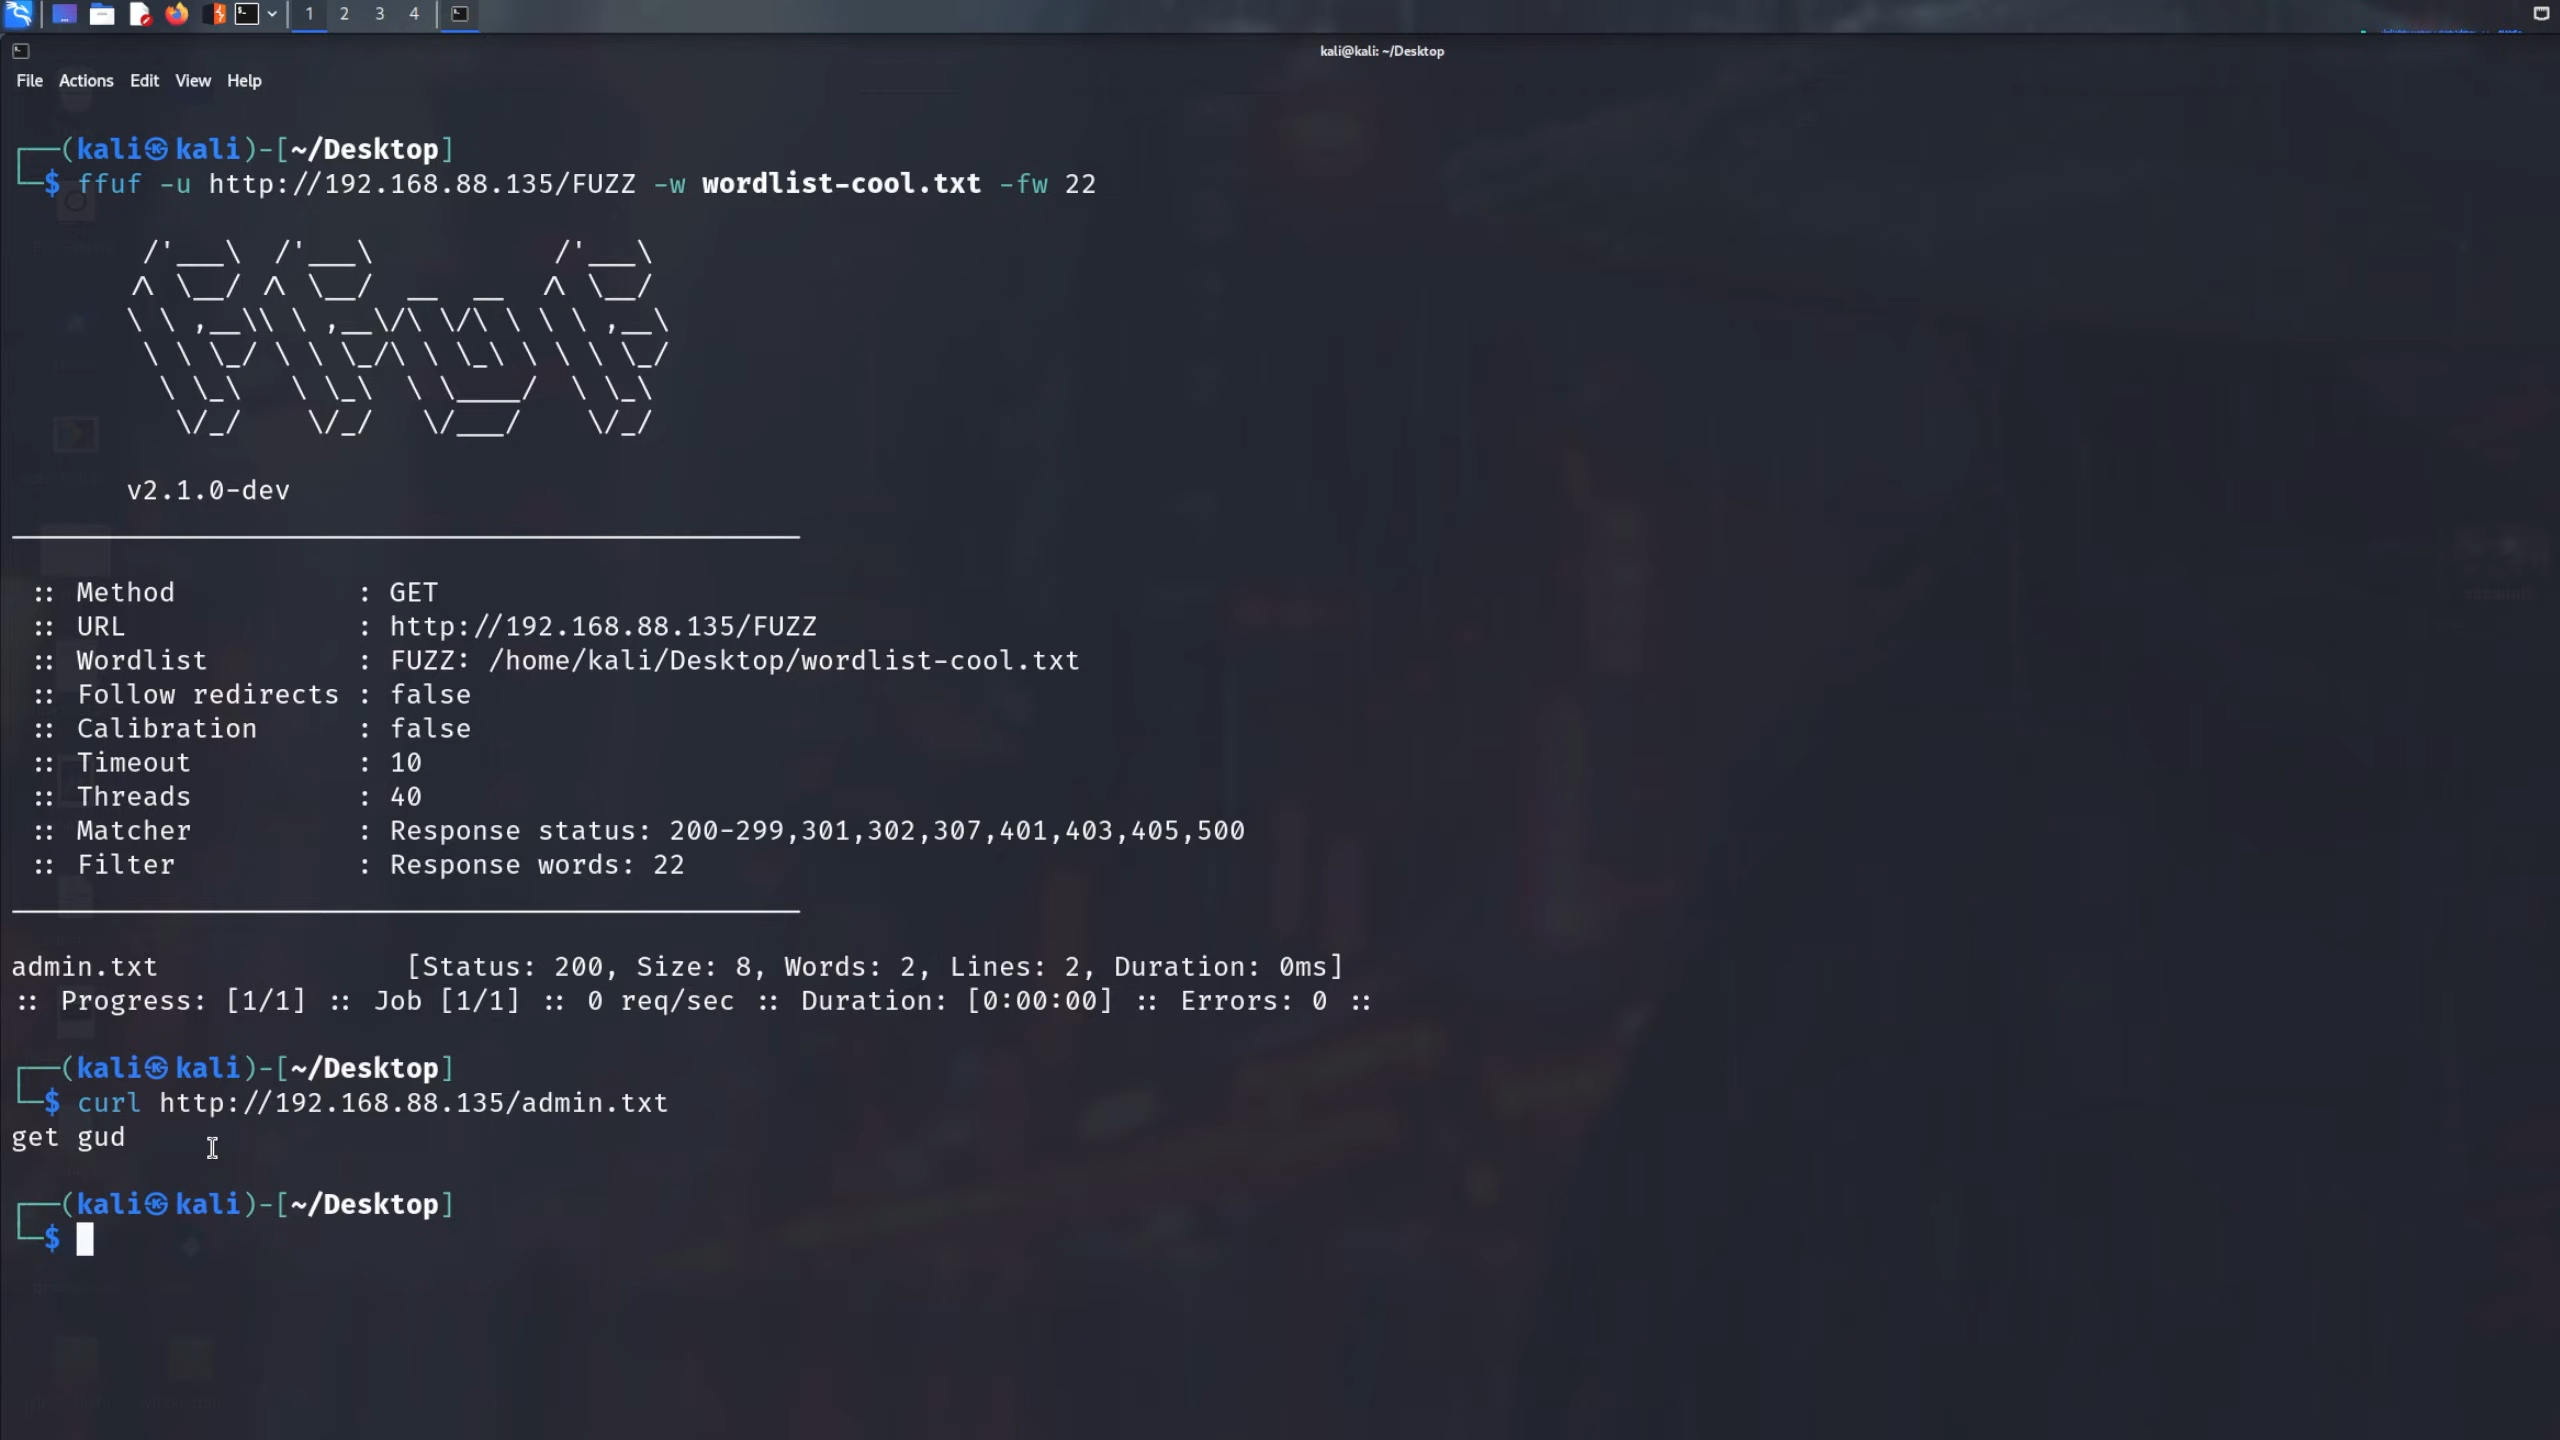 1 2 3 4
kali@kali: ~/Desktop
File Actions Edit View Help
┌──(kali㉿kali)-[~/Desktop]
└─$ ffuf -u http://192.168.88.135/FUZZ -w wordlist-cool.txt -fw 22
v2.1.0-dev
:: Method : GET
:: URL : http://192.168.88.135/FUZZ
:: Wordlist : FUZZ: /home/kali/Desktop/wordlist-cool.txt
:: Follow redirects : false
:: Calibration : false
:: Timeout : 10
:: Threads : 40
:: Matcher : Response status: 200-299,301,302,307,401,403,405,500
:: Filter : Response words: 22
admin.txt [Status: 200, Size: 8, Words: 2, Lines: 2, Duration: 0ms]
:: Progress: [1/1] :: Job [1/1] :: 0 req/sec :: Duration: [0:00:00] :: Errors: 0 ::
┌──(kali㉿kali)-[~/Desktop]
└─$ curl http://192.168.88.135/admin.txt
get gud
┌──(kali㉿kali)-[~/Desktop]
└─$